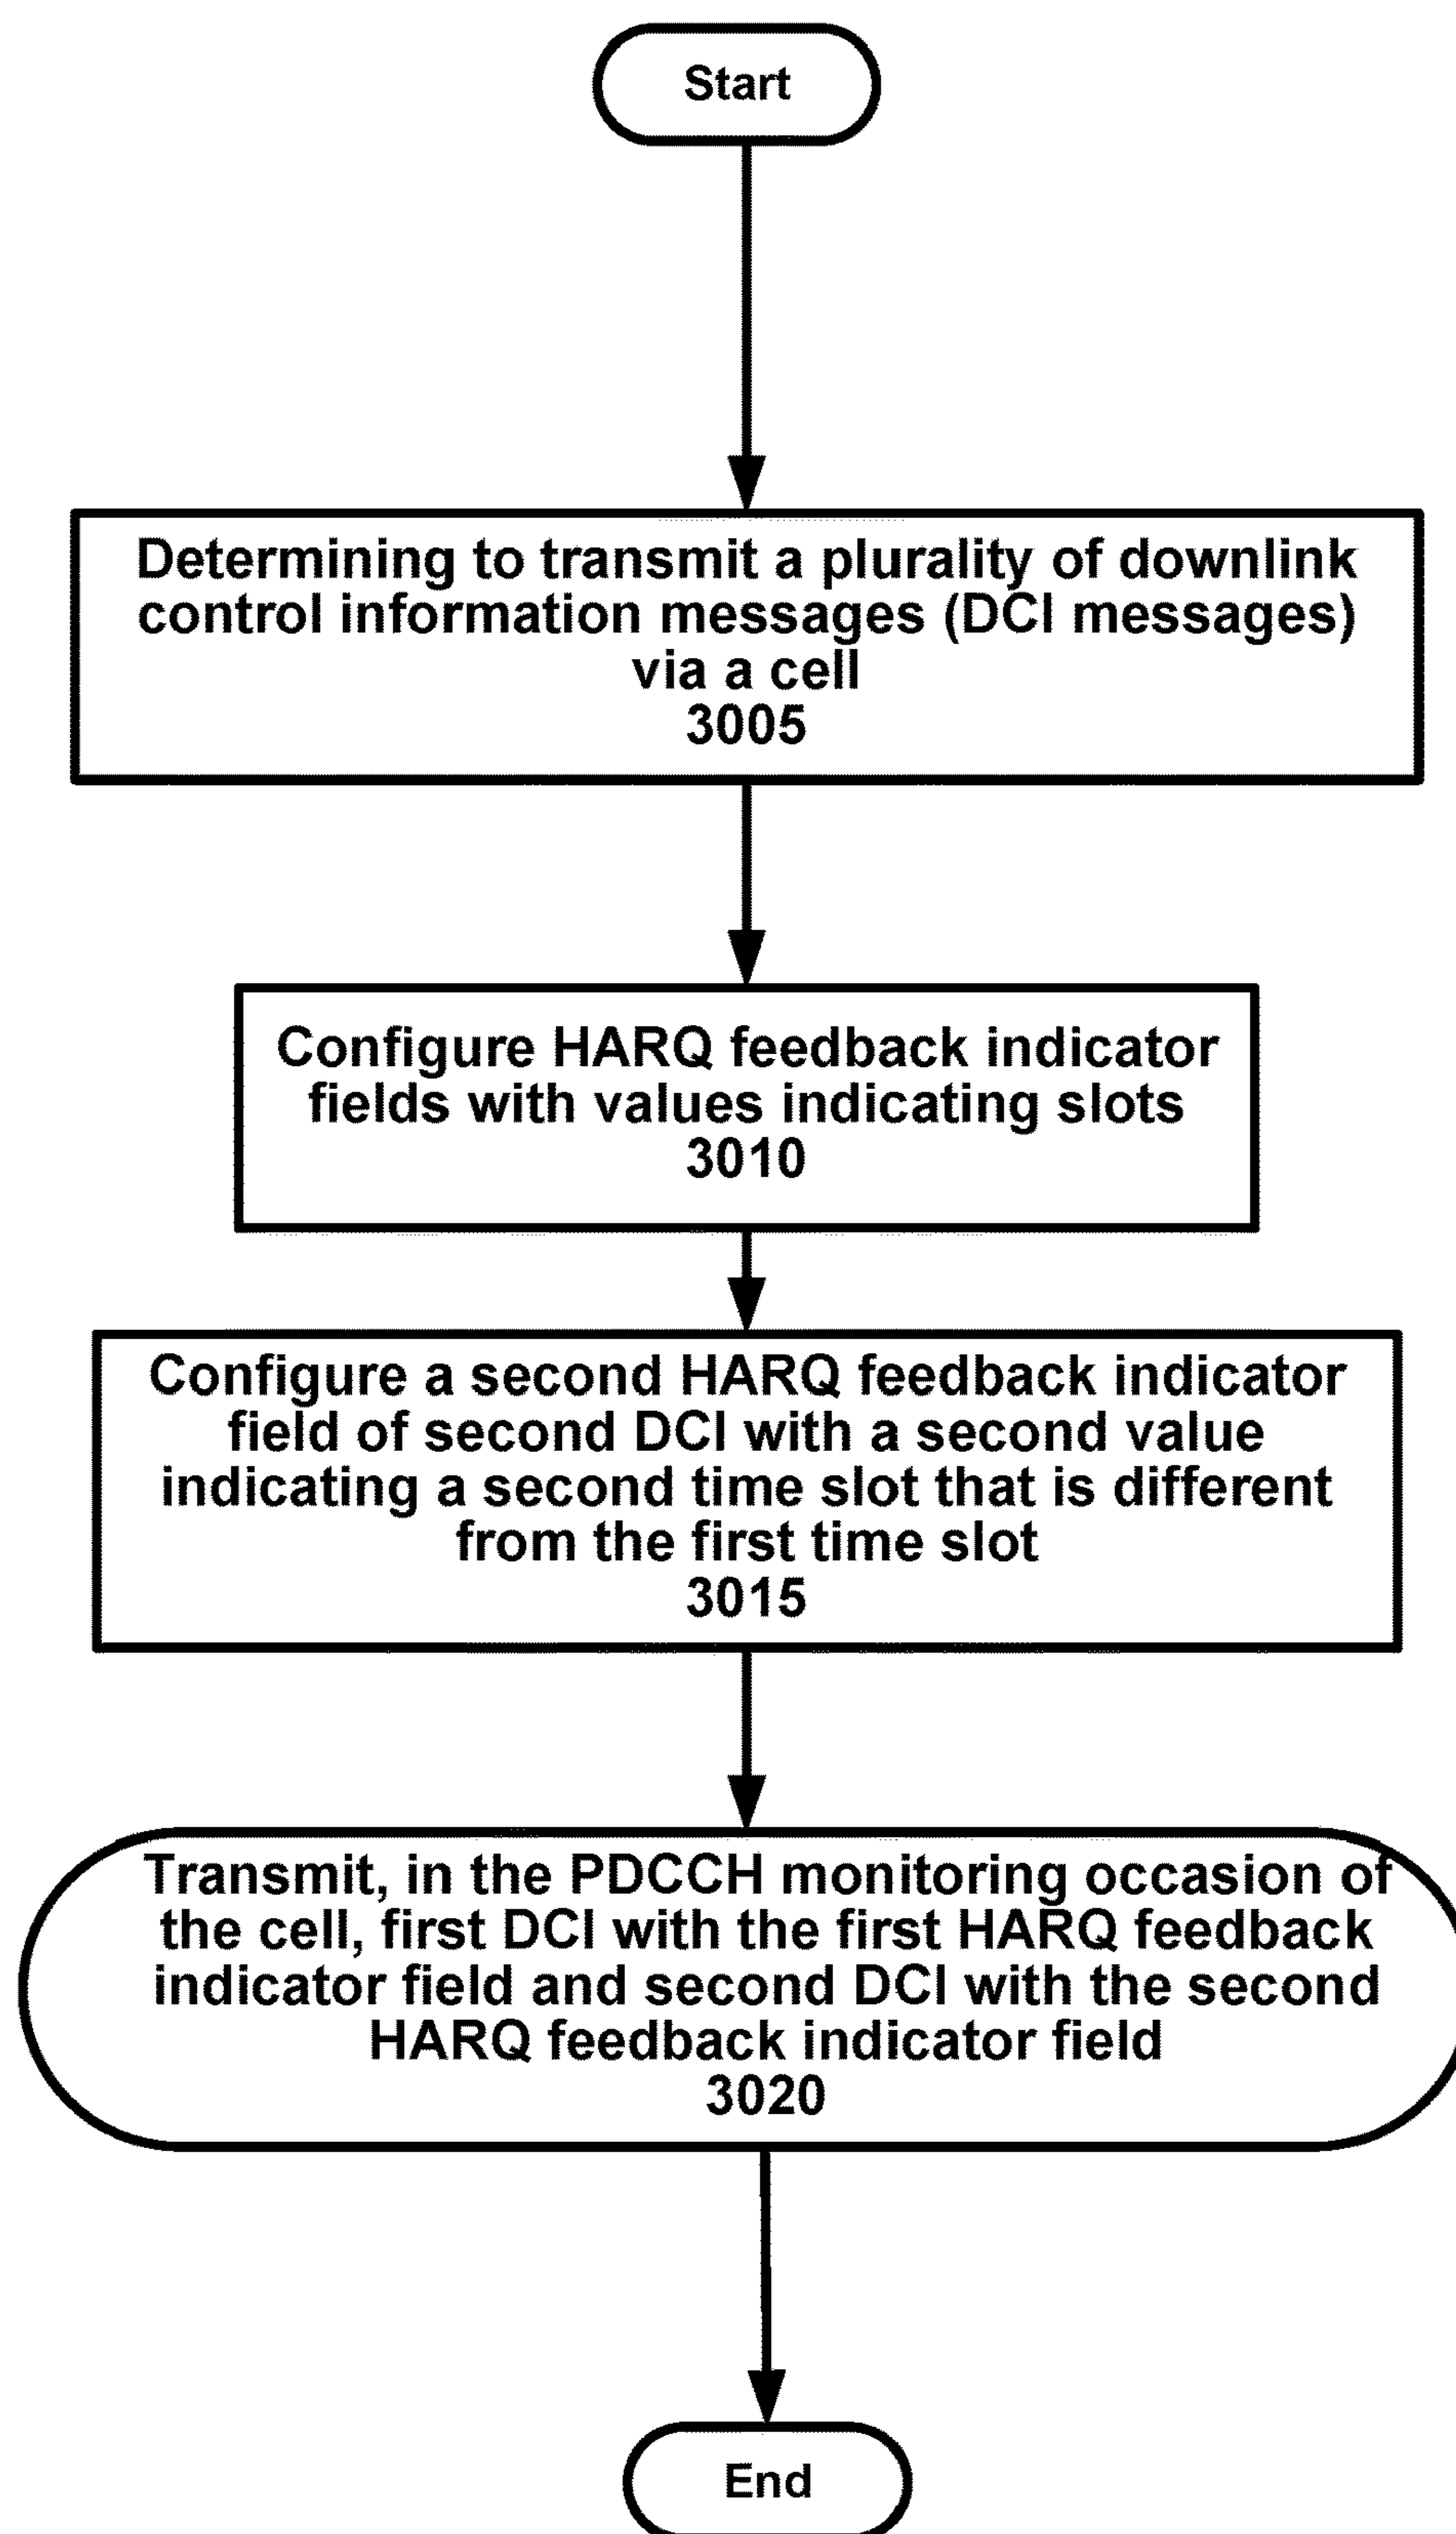 Start
Determining to transmit a plurality of downlink
control information messages (DCI messages)
via a cell
3005
Configure HARQ feedback indicator
fields with values indicating slots
3010
Configure a second HARQ feedback indicator
field of second DCI with a second value
indicating a second time slot that is different
from the first time slot
3015
Transmit, in the PDCCH monitoring occasion of
the cell, first DCI with the first HARQ feedback
indicator field and second DCI with the second
HARQ feedback indicator field
3020
End